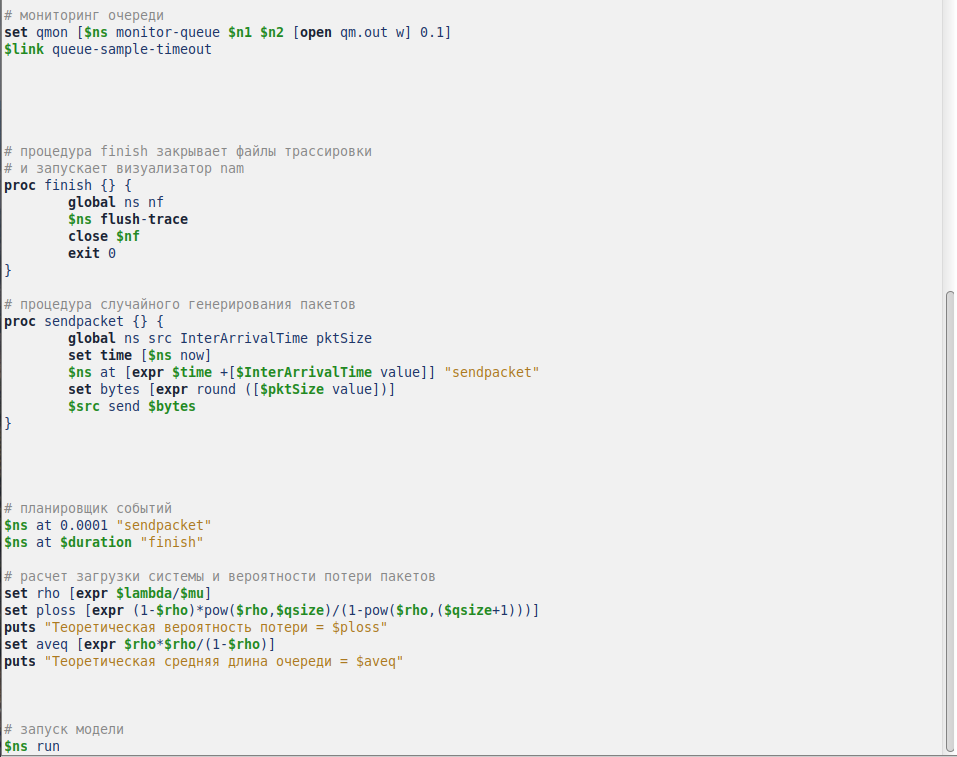 # мониторинг очереди
set qmon [$ns monitor-queue $n1 $n2 [open qm.out w] 0.1]
$link queue-sample-timeout
# процедура finish закрывает файлы трассировки
# и запускает визуализатор nam
proc finish {} {
global ns nf
$ns flush-trace
close $nf
exit 0
}
# процедура случайного генерирования пакетов
proc sendpacket {} {
global ns src InterArrivalTime pktSize
set time [$ns now]
$ns at [expr $time +[$InterArrivalTime value]] "sendpacket"
set bytes [expr round ([$pktSize value])]
$src send $bytes
}
# планировщик событий
$ns at 0.0001 "sendpacket"
$ns at $duration "finish"
# расчет загрузки системы и вероятности потери пакетов
set rho [expr $lambda/$mu]
set ploss [expr (1-$rho)*pow($rho,$qsize)/(1-pow($rho,($qsize+1)))]
puts "Теоретическая вероятность потери = $ploss"
set aveq [expr $rho*$rho/(1-$rho)]
puts "Теоретическая средняя длина очереди = $aveq"
# запуск модели
$ns run